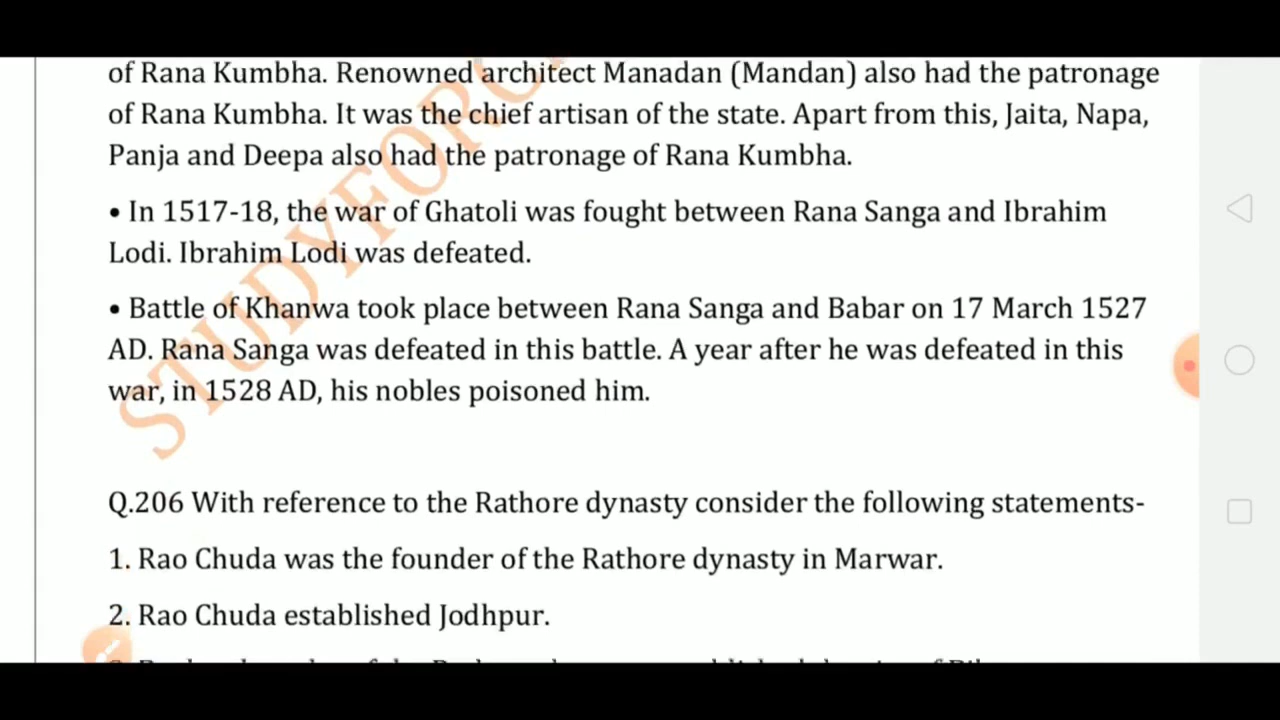 of Rana Kumbha. Renowned architect Manadan (Mandan) also had the patronage
of Rana Kumbha. It was the chief artisan of the state. Apart from this, Jaita, Napa,
Panja and Deepa also had the patronage of Rana Kumbha.
• In 1517-18, the war of Ghatoli was fought between Rana Sanga and Ibrahim
Lodi. Ibrahim Lodi was defeated.
• Battle of Khanwa took place between Rana Sanga and Babar on 17 March 1527
AD. Rana Sanga was defeated in this battle. A year after he was defeated in this
war, in 1528 AD, his nobles poisoned him.
STUDYFORC
Q.206 With reference to the Rathore dynasty consider the following statements-
1. Rao Chuda was the founder of the Rathore dynasty in Marwar.
2. Rao Chuda established Jodhpur.